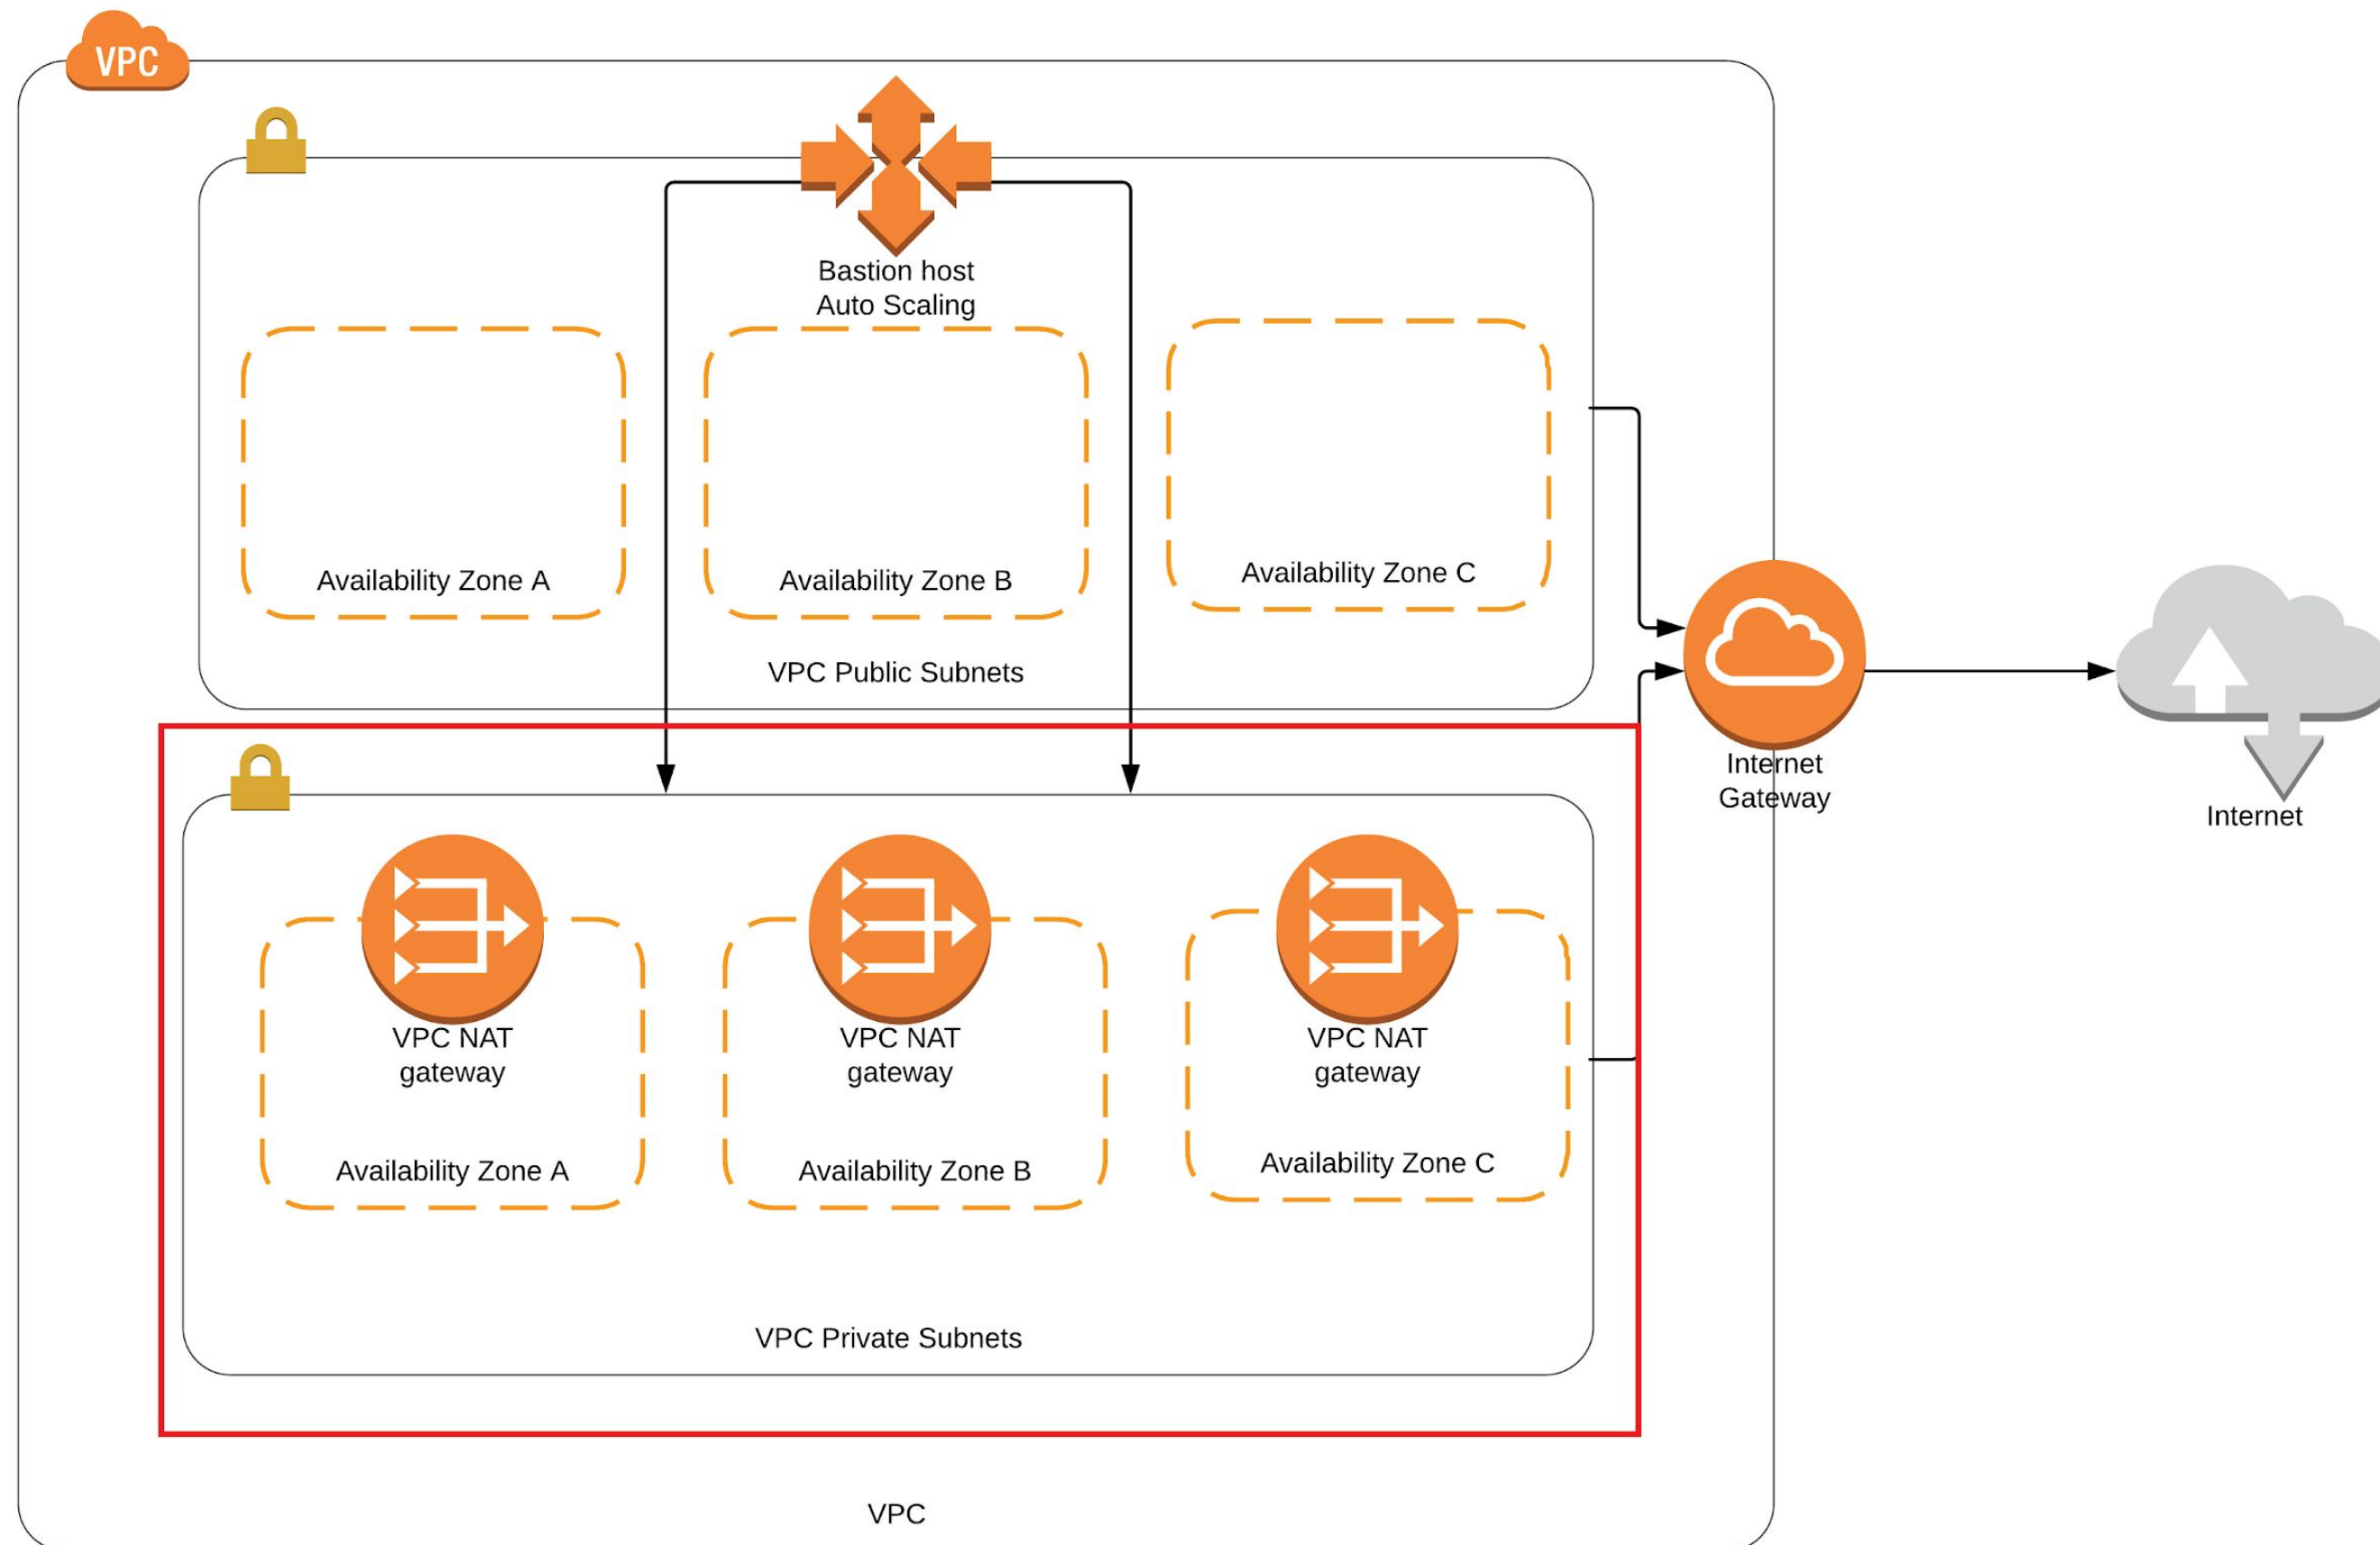 VPC
Bastion host
Auto Scaling
Availability Zone A
Availability Zone B
Availability Zone C
VPC Public Subnets
Internet
Gateway
Internet
VPC NAT
gateway
Availability Zone A
VPC NAT
gateway
Availability Zone B
VPC NAT
gateway
Availability Zone C
VPC Private Subnets
VPC